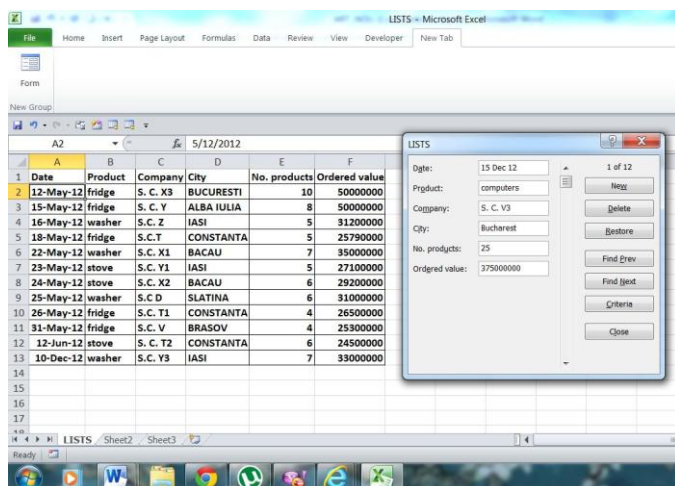 LISTS - Microsoft Excel
File Home Insert Page Layout Formulas Data Review View Developer New Tab
Form
New Group
A2 fx 5/12/2012
A B C D E F
1 Date Product Company City No. products Ordered value
2 12-May-12 fridge S. C. X3 BUCURESTI 10 50000000
3 15-May-12 fridge S. C. Y ALBA IULIA 8 50000000
4 16-May-12 washer S.C. Z IASI 5 31200000
5 18-May-12 fridge S.C.T CONSTANTA 5 25790000
6 22-May-12 washer S.C. X1 BACAU 7 35000000
7 23-May-12 stove S.C. Y1 IASI 5 27100000
8 24-May-12 stove S.C. X2 BACAU 6 29200000
9 25-May-12 washer S.C D SLATINA 6 31000000
10 26-May-12 fridge S.C. T1 CONSTANTA 4 26500000
11 31-May-12 fridge S.C. V BRASOV 4 25300000
12 12-Jun-12 stove S. C. T2 CONSTANTA 6 24500000
13 10-Dec-12 washer S.C. Y3 IASI 7 33000000
14
15
16
17
LISTS Sheet2 Sheet3
Ready
LISTS
Date: 15 Dec 12 1 of 12
Product: computers New
Company: S. C. V3 Delete
City: Bucharest Restore
No. products: 25
Find Prev
Ordered value: 375000000
Find Next
Criteria
Close